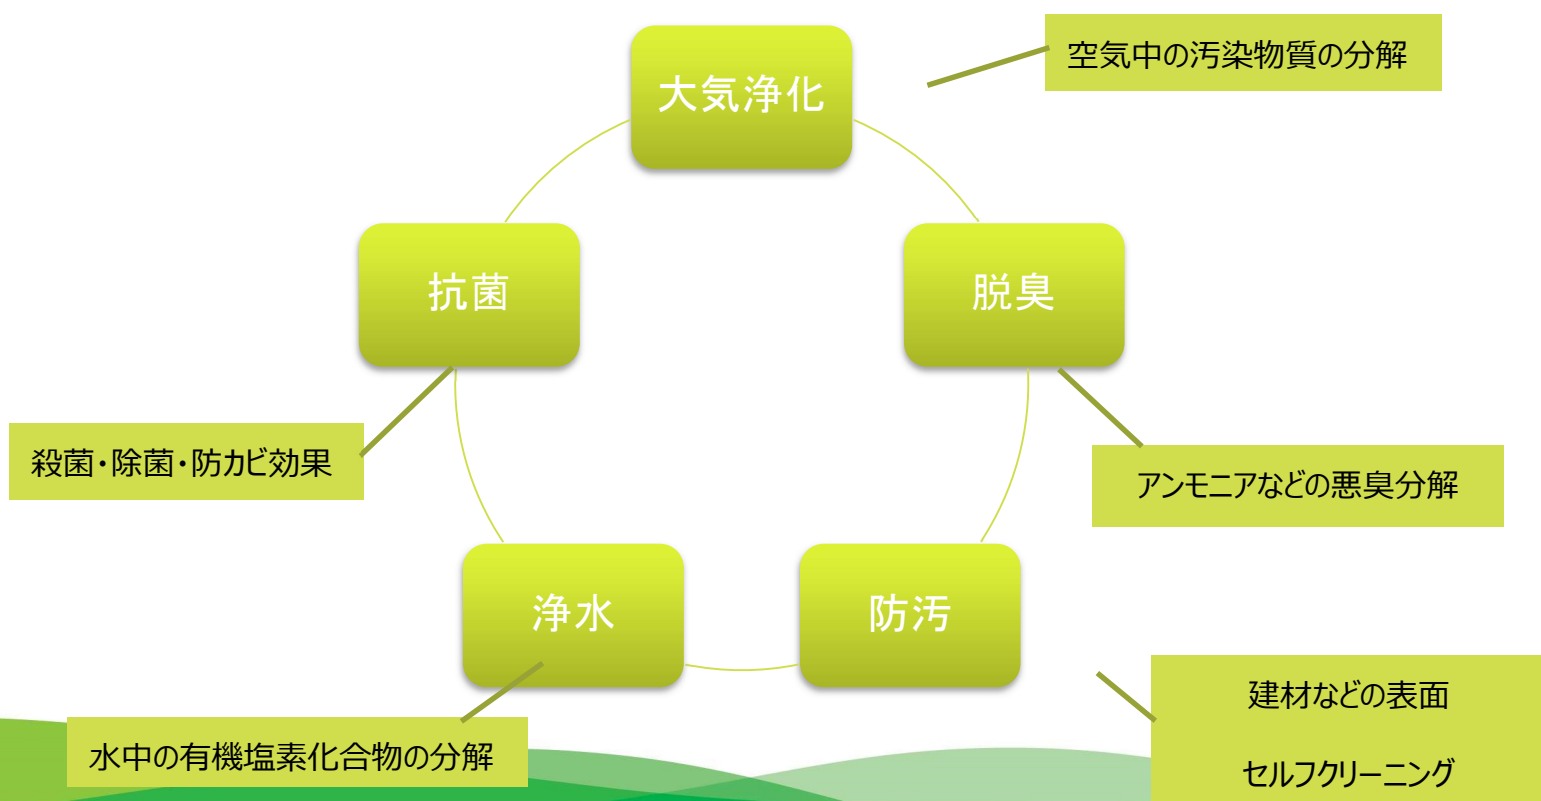 大気浄化
空気中の汚染物質の分解
抗菌
脱臭
殺菌・除菌・防カビ効果
アンモニアなどの悪臭分解
浄水
防汚
水中の有機塩素化合物の分解
建材などの表面
セルフクリーニング